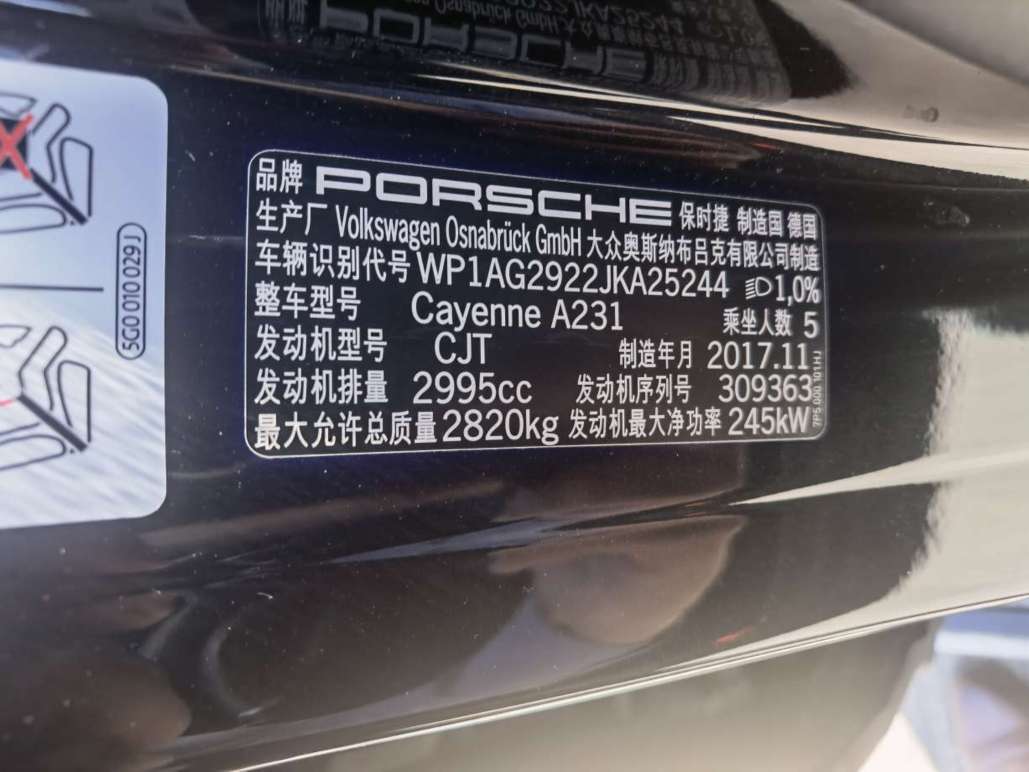 品牌 PORSCHE 保时捷 制造国 德国
生产厂 Volkswagen Osnabrück GmbH 大众奥斯纳布吕克有限公司制造
车辆识别代号 WP1AG2922JKA25244 1,0%
整车型号 Cayenne A231 乘坐人数 5
发动机型号 CJT 制造年月 2017.11
发动机排量 2995cc 发动机序列号 309363
最大允许总质量 2820kg 发动机最大净功率 245kW
7P5.000.101.HJ
5G0 010 029 J